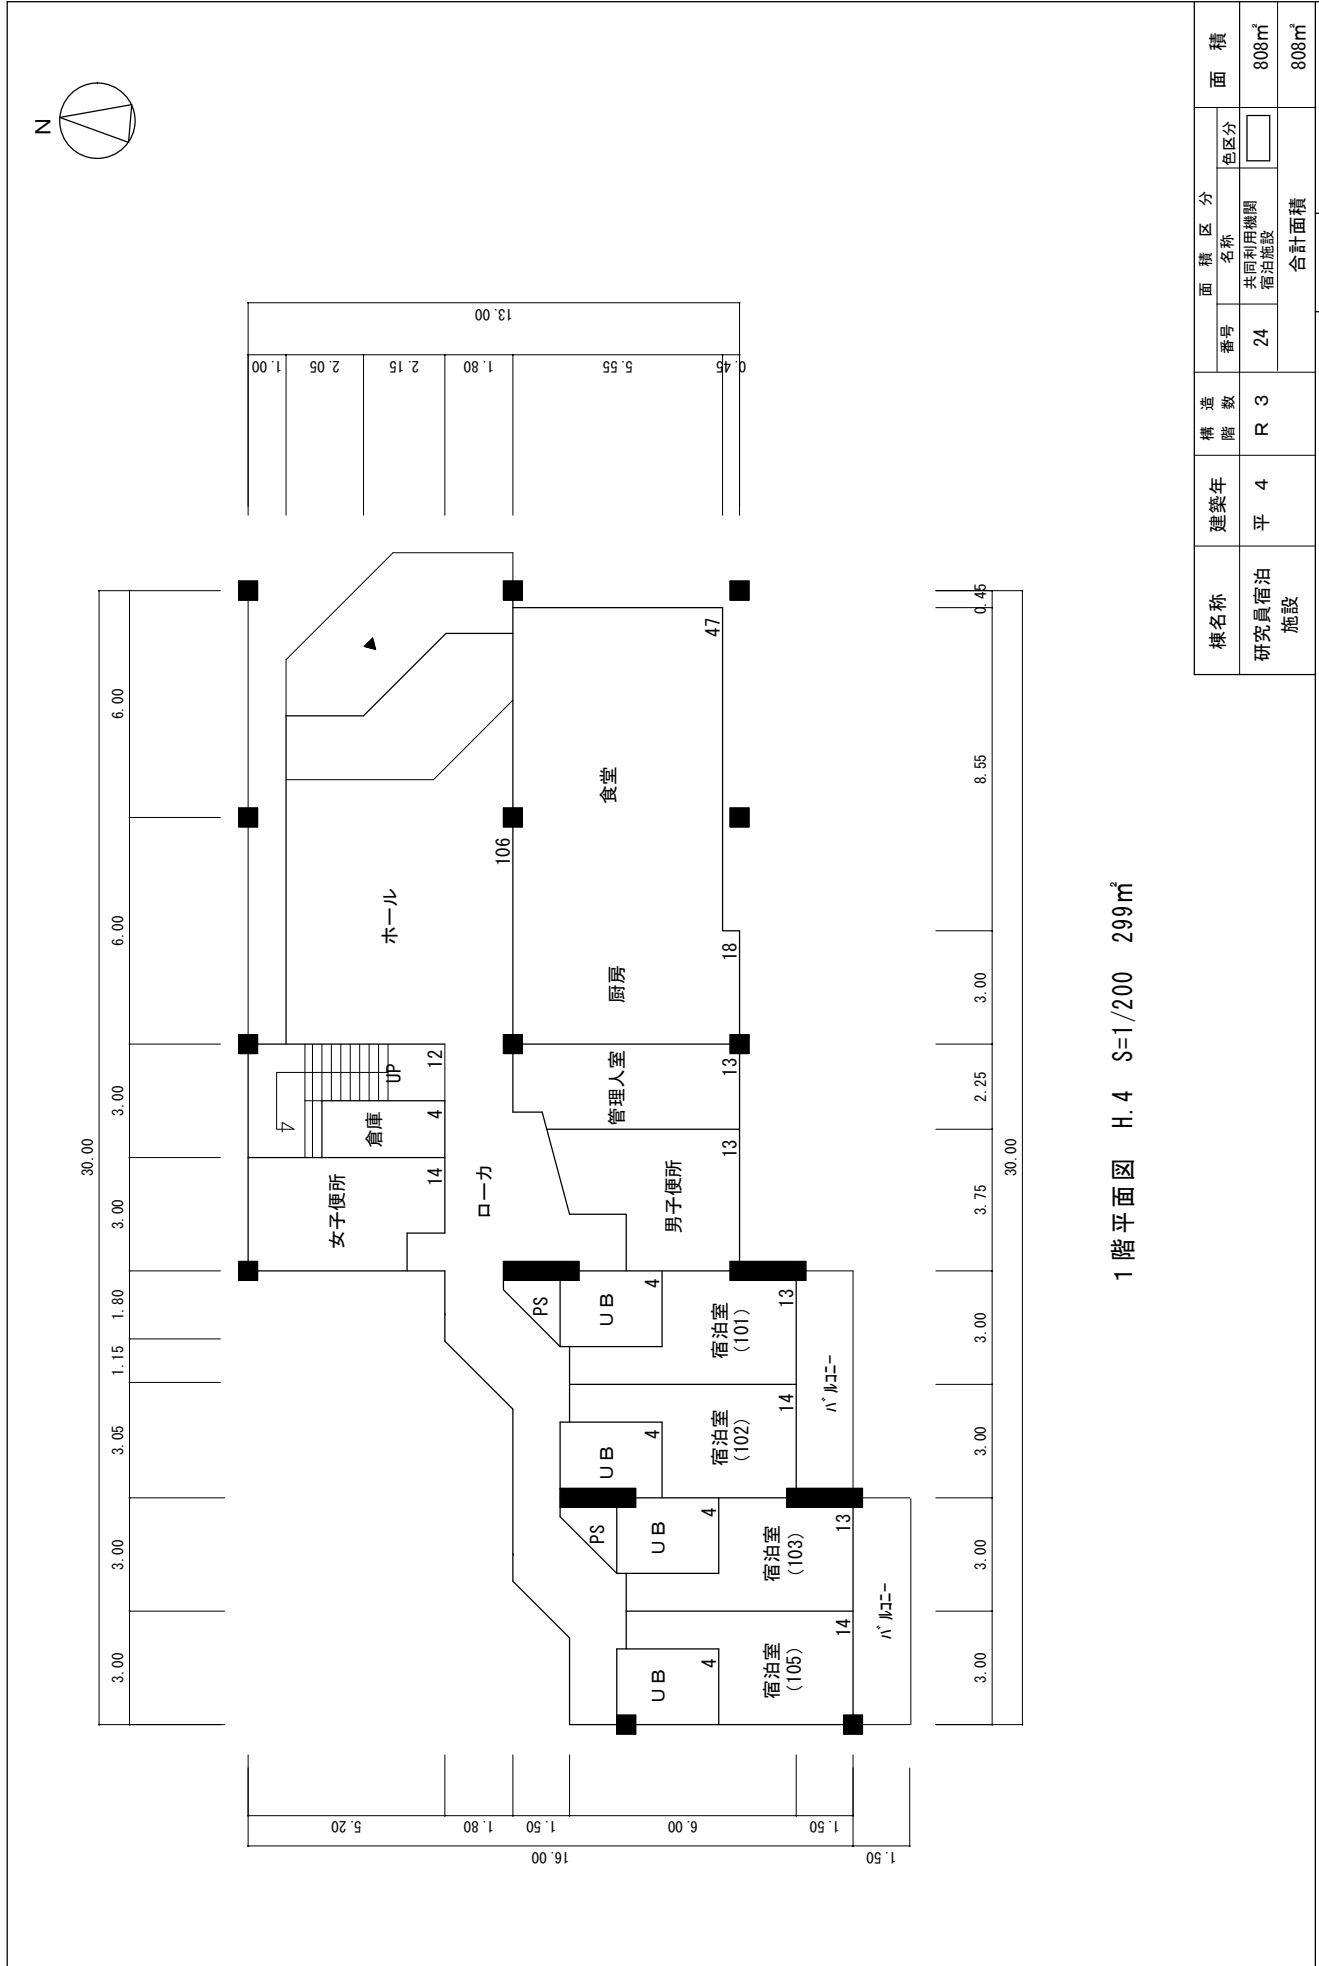 N
30.00
3.00
3.00
3.05
1.15
1.80
3.00
3.00
6.00
6.00
13.00
1.00
2.05
2.15
1.80
5.55
0.45
16.00
5.20
1.80
1.50
6.00
1.50
1.50
女子便所
14
倉庫
4
UP
12
ホール
106
ローカ
食堂
47
厨房
18
管理人室
13
男子便所
13
PS
UB
4
宿泊室
(101)
13
UB
4
宿泊室
(102)
14
バルコニー
PS
UB
4
宿泊室
(103)
13
UB
4
宿泊室
(105)
14
バルコニー
3.00
3.00
3.00
3.00
3.75
2.25
3.00
8.55
0.45
30.00
1階平面図 H.4 S=1/200 299㎡
棟名称
建築年
構造
階数
面積区分
面積
番号
名称
色区分
研究員宿泊
施設
平 4
R 3
24
共同利用機関
宿泊施設
808㎡
合計面積
808㎡